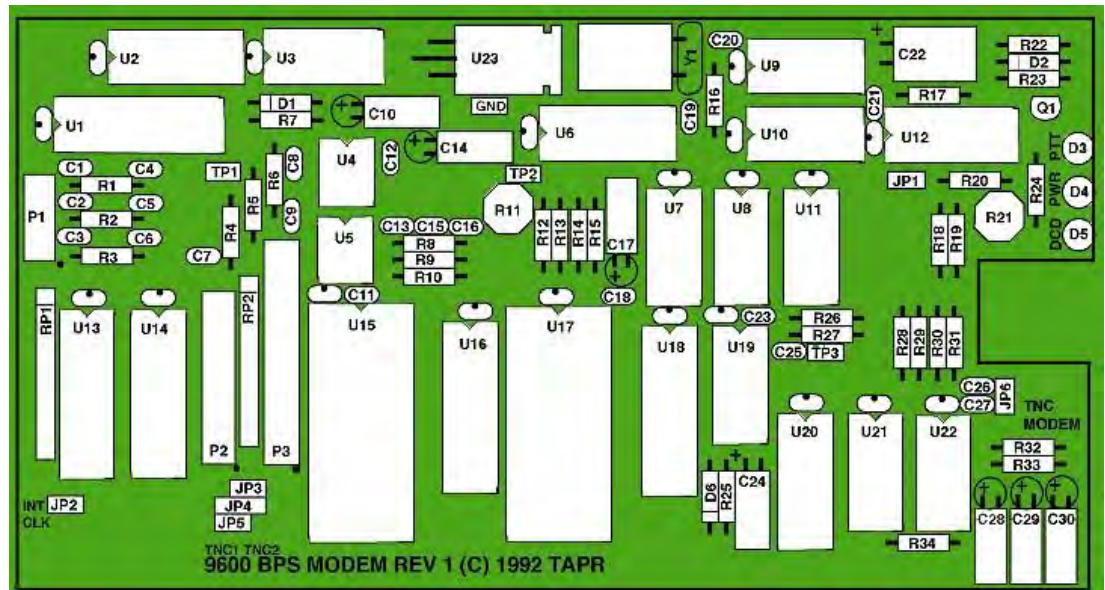 U2
U3
U23
Y1
C20
U9
C22
R22
D2
R23
U1
D1
R7
C10
GND
C19
R16
C21
R17
Q1
U6
U10
U12
C14
C12
U4
PTT
D3
C1
C4
TP1
R6
C8
TP2
R1
P1
C2
C5
R2
C3
C6
R3
R5
R4
C9
C7
U5
C13
C15
C16
R8
R9
R10
R11
R12
R13
R14
R15
C17
C18
U7
U8
U11
JP1
R20
R24
PWR
D4
R21
R18
R19
DCD
D5
RP1
U13
U14
RP2
C11
U15
U16
U17
U18
U19
C23
R26
R27
C25
TP3
R28
R29
R30
R31
C26
C27
JP6
TNC
MODEM
P2
P3
U20
U21
U22
R32
R33
INT
CLK
JP2
JP3
JP4
JP5
D6
R25
C24
C28
C29
C30
R34
TNC1 TNC2
9600 BPS MODEM REV 1 (C) 1992 TAPR